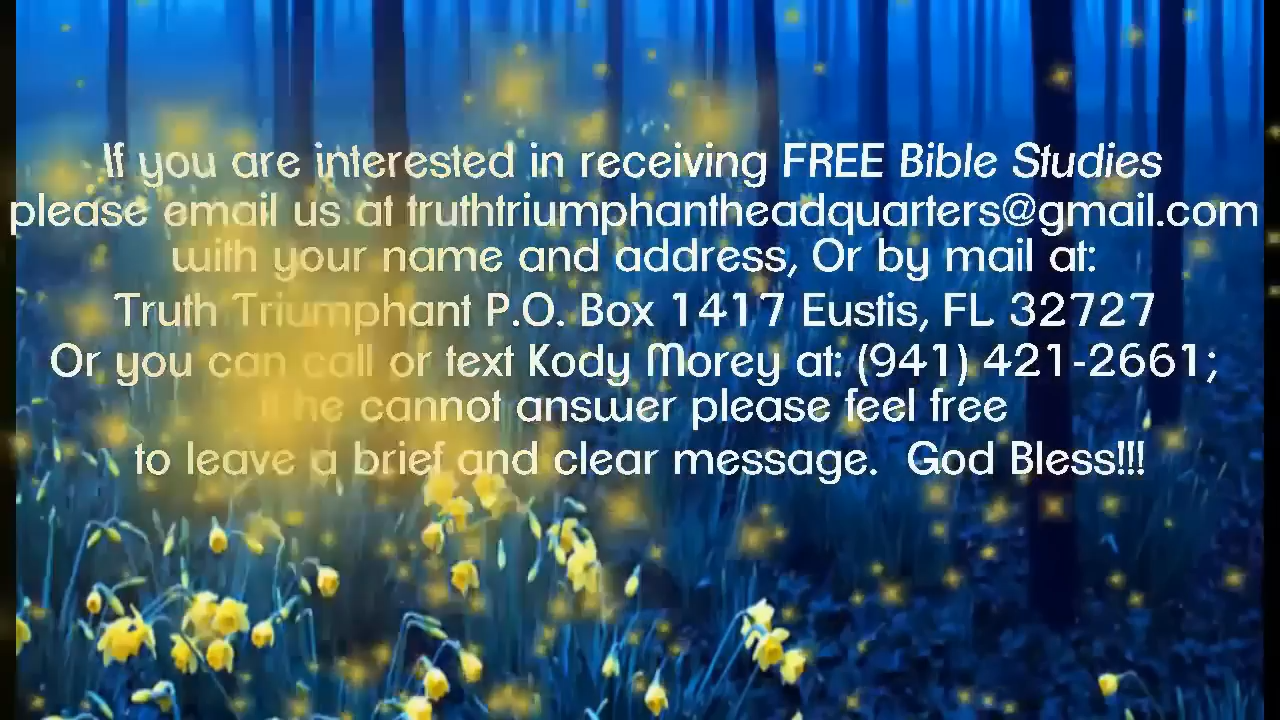 If you are interested in receiving FREE Bible Studies
please email us at truthtriumphantheadquarters@gmail.com
with your name and address, Or by mail at:
Truth Triumphant P.O. Box 1417 Eustis, FL 32727
Or you can call or text Kody Morey at: (941) 421-2661;
if he cannot answer please feel free
to leave a brief and clear message. God Bless!!!